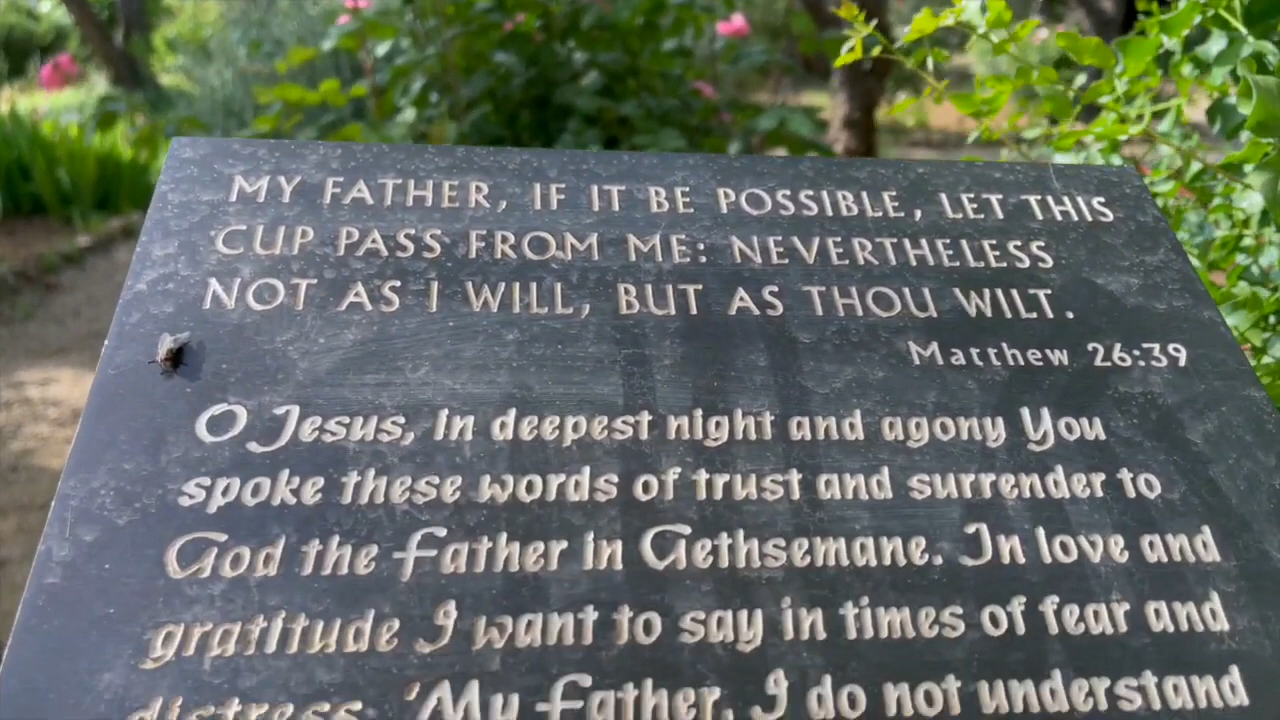 MY FATHER, IF IT BE POSSIBLE, LET THIS
CUP PASS FROM ME: NEVERTHELESS
NOT AS I WILL, BUT AS THOU WILT.
Matthew 26:39
O Jesus, in deepest night and agony You
spoke these words of trust and surrender to
God the Father in Gethsemane. In love and
gratitude I want to say in times of fear and
distress, 'My Father, I do not understand